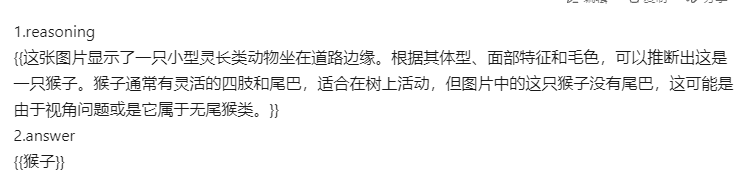 1.reasoning
{{这张图片显示了一只小型灵长类动物坐在道路边缘。根据其体型、面部特征和毛色，可以推断出这是
一只猴子。猴子通常有灵活的四肢和尾巴，适合在树上活动，但图片中的这只猴子没有尾巴，这可能是
由于视角问题或是它属于无尾猴类。}}
2.answer
{{猴子}}